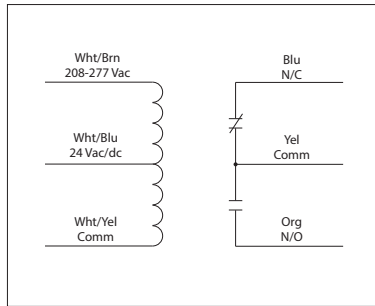 Wht/Brn
208-277 Vac
Wht/Blu
24 Vac/dc
Wht/Yel
Comm
Blu
N/C
Yel
Comm
Org
N/O